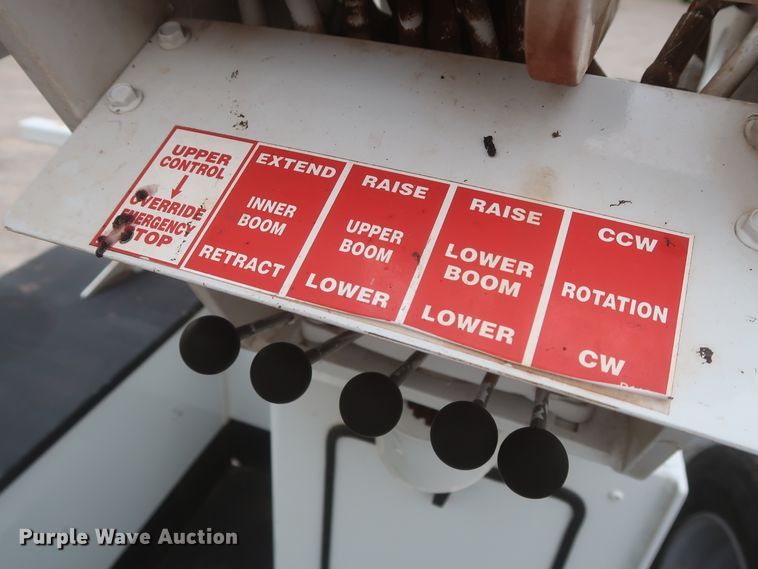 UPPER
CONTROL
OVERRIDE
EMERGENCY
STOP
EXTEND
INNER
BOOM
RETRACT
RAISE
UPPER
BOOM
LOWER
RAISE
LOWER
BOOM
LOWER
CCW
ROTATION
CW
Purple Wave Auction